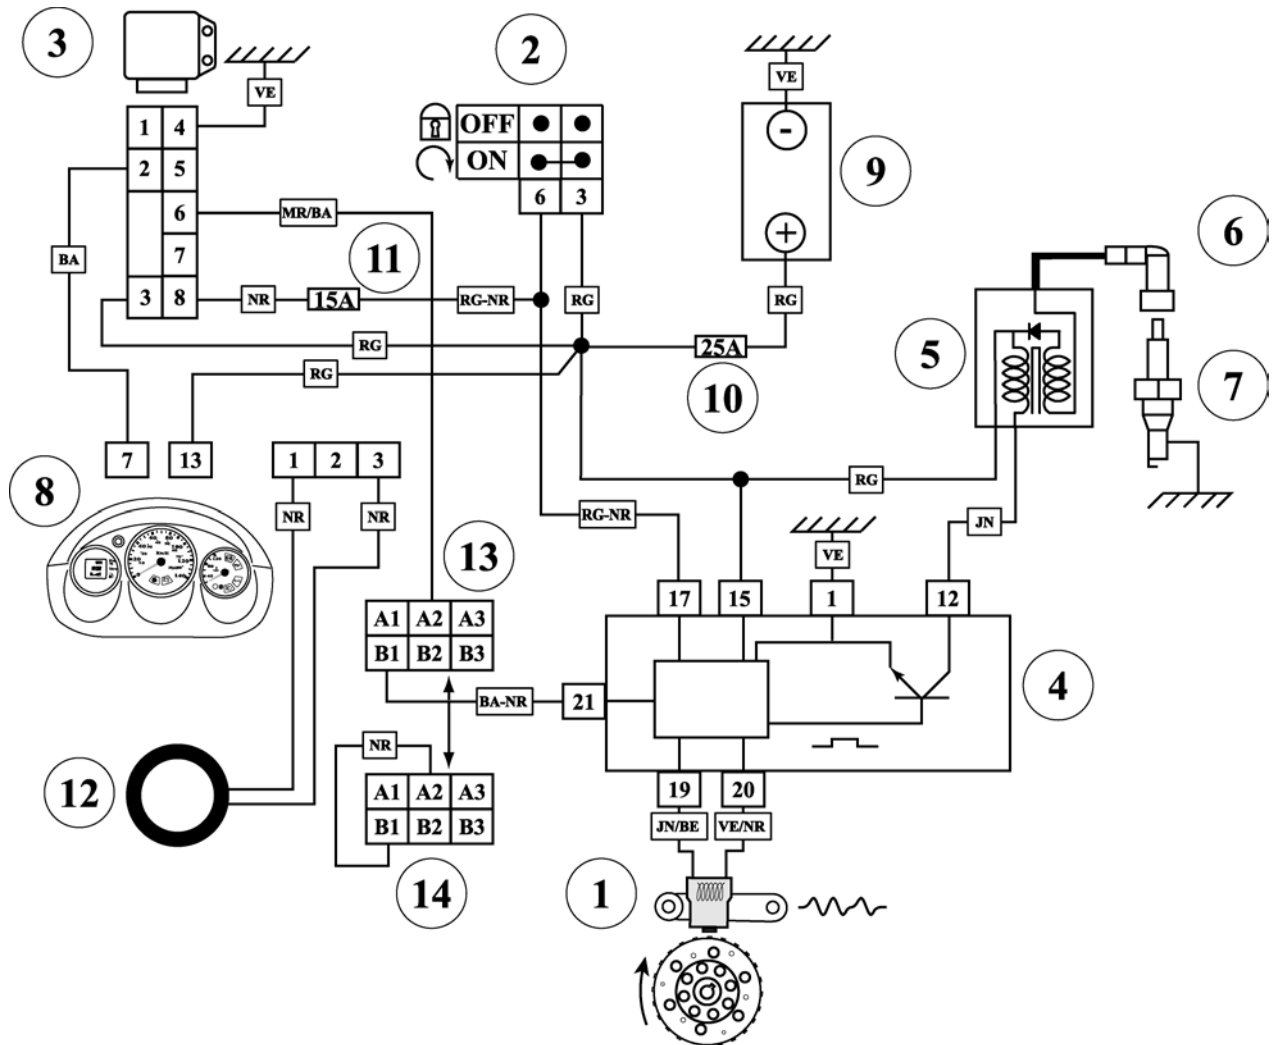 3
2
9
6
5
7
VE
VE
1 4
2 5
6
7
3 8
OFF
ON
6 3
-
+
MR/BA
11
BA
NR
15A
RG-NR
RG
RG
RG
25A
10
RG
7
13
1 2 3
8
NR
NR
RG-NR
RG
JN
VE
13
17
15
1
12
A1 A2 A3
B1 B2 B3
BA-NR
21
4
NR
12
A1 A2 A3
B1 B2 B3
14
19
20
JN/BE
VE/NR
1